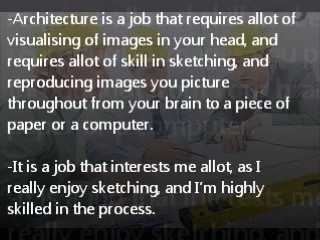 -Architecture is a job that requires allot of
visualising of images in your head, and
requires allot of skill in sketching, and
reproducing images you picture
throughout from your brain to a piece of
paper or a computer.
-It is a job that interests me allot, as I
really enjoy sketching, and I'm highly
skilled in the process.